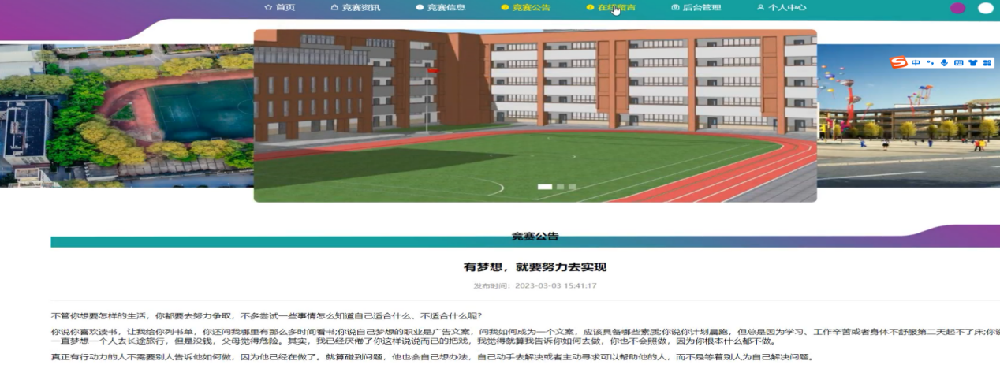 首页 竞赛资讯 竞赛信息 竞赛公告 在线留言 后台管理 个人中心
中
竞赛公告
有梦想，就要努力去实现
发布时间：2023-03-03 15:41:17
不管你想要怎样的生活，你都要去努力争取，不多尝试一些事情怎么知道自己适合什么、不适合什么呢?
你说你喜欢读书，让我给你列书单，你还问我哪里有那么多时间看书;你说自己梦想的职业是广告文案，问我如何成为一个文案，应该具备哪些素质;你说你计划晨跑，但总是因为学习、工作辛苦或者身体不舒服第二天起不了床;你说
一直梦想一个人去长途旅行，但是没钱，父母觉得危险。其实，我已经厌倦了你这样说说而已的把戏，我觉得就算我告诉你如何去做，你也不会照做，因为你根本什么都不做。
真正有行动力的人不需要别人告诉他如何做，因为他已经在做了。就算碰到问题，他也会自己想办法，自己动手去解决或者主动寻求可以帮助他的人，而不是等着别人为自己解决问题。